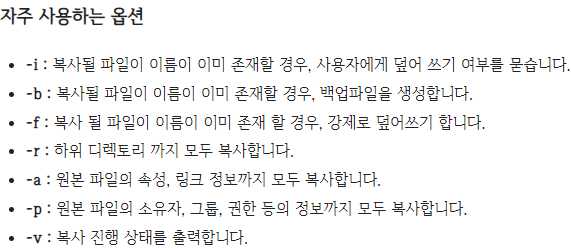 자주 사용하는 옵션
• -i : 복사될 파일이 이름이 이미 존재할 경우, 사용자에게 덮어 쓰기 여부를 묻습니다.
• -b : 복사될 파일이 이름이 이미 존재할 경우, 백업파일을 생성합니다.
• -f : 복사 될 파일이 이름이 이미 존재 할 경우, 강제로 덮어쓰기 합니다.
• -r : 하위 디렉토리 까지 모두 복사합니다.
• -a : 원본 파일의 속성, 링크 정보까지 모두 복사합니다.
• -p : 원본 파일의 소유자, 그룹, 권한 등의 정보까지 모두 복사합니다.
• -v : 복사 진행 상태를 출력합니다.